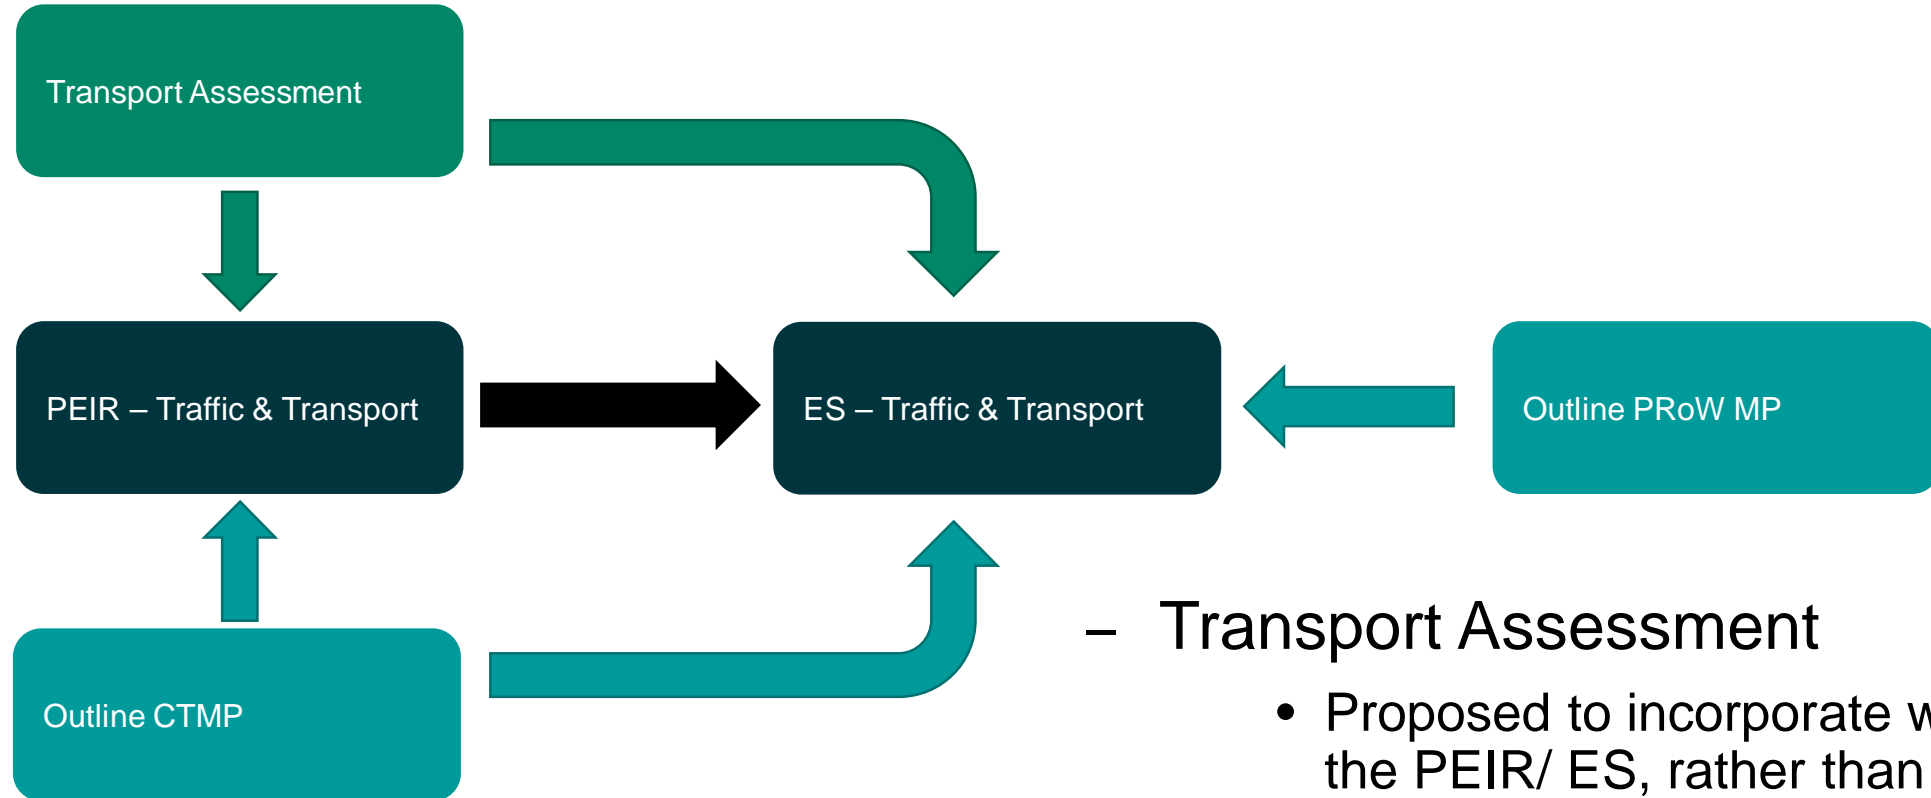 Transport Assessment
PEIR – Traffic & Transport
ES – Traffic & Transport
Outline PRoW MP
Outline CTMP
– Transport Assessment
• Proposed to incorporate
the PEIR/ ES, rather than